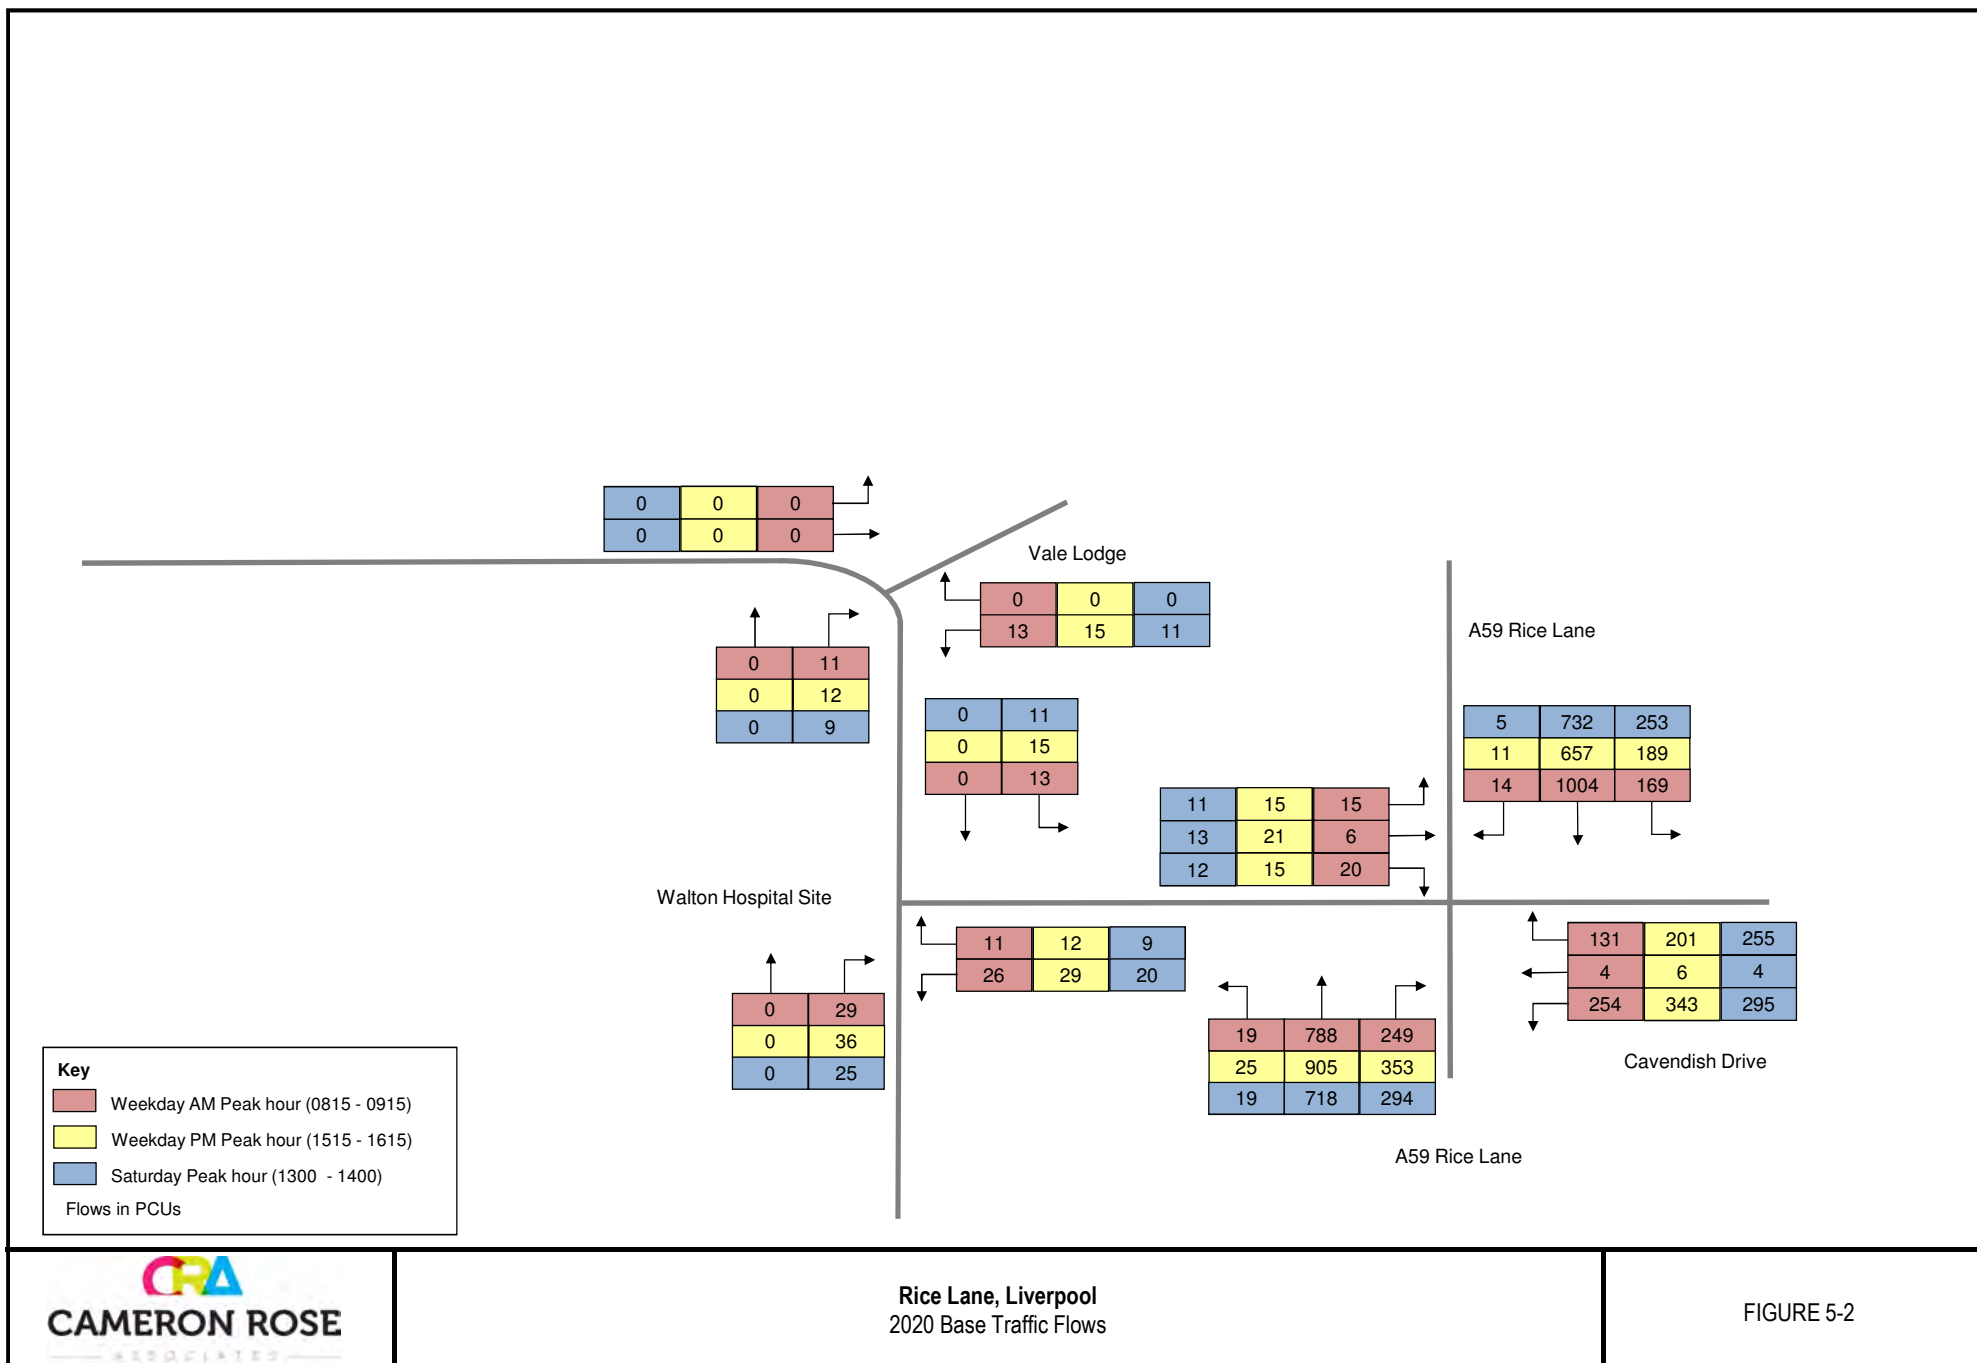 0 0 0
0 0 0
Vale Lodge
0 0 0
13 15 11
A59 Rice Lane
0 11
0 12
0 9
0 11
0 15
0 13
5 732 253
11 657 189
14 1004 169
11 15 15
13 21 6
12 15 20
Walton Hospital Site
11 12 9
26 29 20
131 201 255
4 6 4
254 343 295
0 29
0 36
0 25
19 788 249
25 905 353
19 718 294
Cavendish Drive
A59 Rice Lane
Key
Weekday AM Peak hour (0815 - 0915)
Weekday PM Peak hour (1515 - 1615)
Saturday Peak hour (1300 - 1400)
Flows in PCUs
CRA
CAMERON ROSE
ASSOCIATES
Rice Lane, Liverpool
2020 Base Traffic Flows
FIGURE 5-2